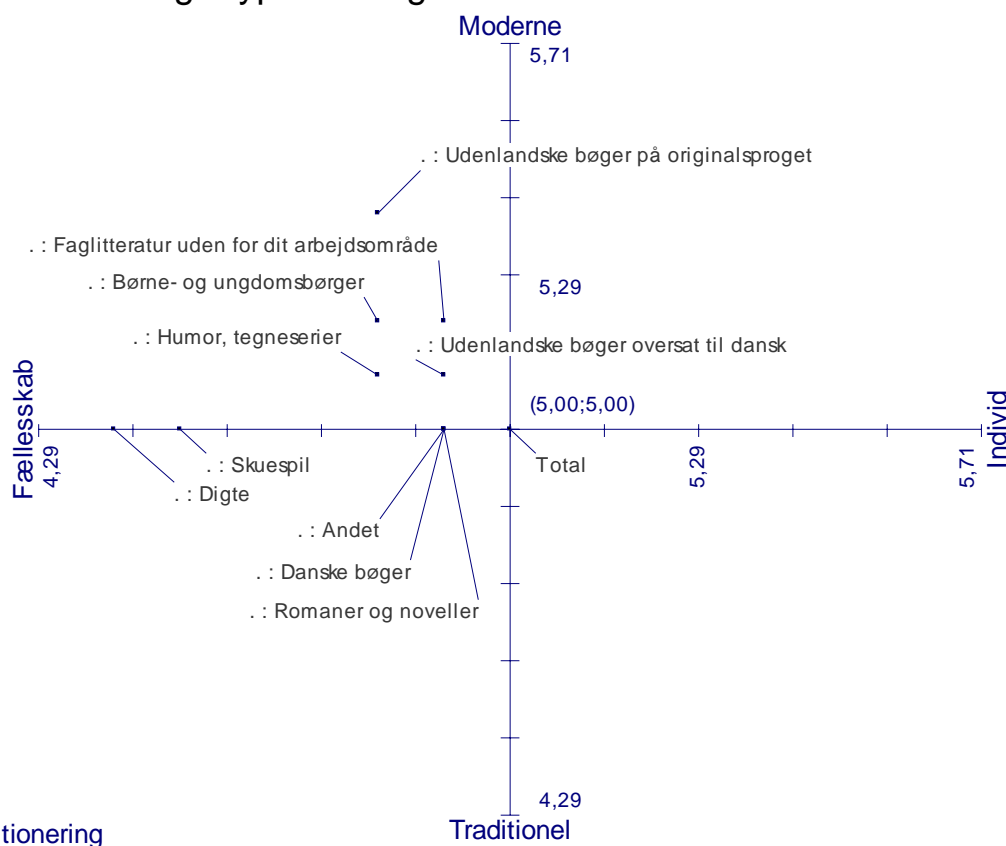 Moderne
5,71
. : Udenlandske bøger på originalsproget
. : Faglitteratur uden for dit arbejdsområde
. : Børne- og ungdomsbørger
5,29
. : Humor, tegneserier
. : Udenlandske bøger oversat til dansk
(5,00;5,00)
Fællesskab
4,29
. : Skuespil
Total
5,29
5,71
Individ
. : Digte
. : Andet
. : Danske bøger
. : Romaner og noveller
4,29
Traditionel
tionering